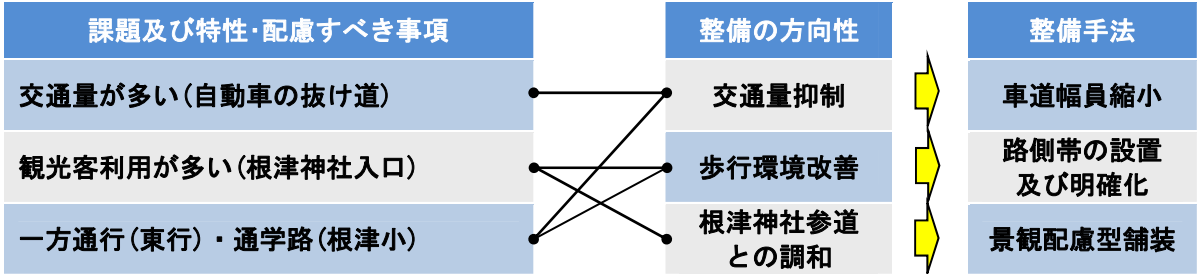 課題及び特性・配慮すべき事項
整備の方向性
整備手法
交通量が多い(自動車の抜け道)
交通量抑制
車道幅員縮小
観光客利用が多い(根津神社入口)
歩行環境改善
路側帯の設置
及び明確化
一方通行(東行)・通学路(根津小)
根津神社参道
との調和
景観配慮型舗装